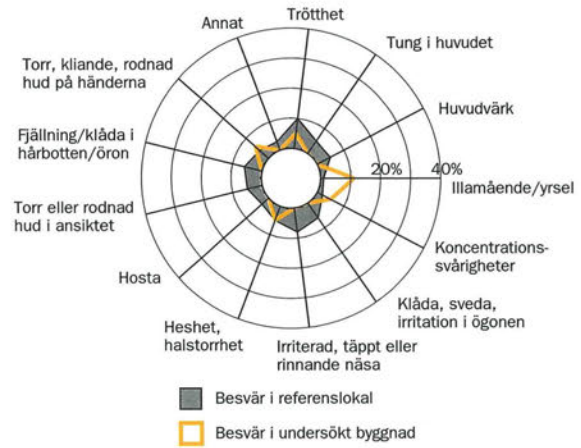 Trötthet
Annat
Tung i huvudet
Torr, kliande, rodnad
hud på händerna
Huvudvärk
Fjällning/klåda i
hårbotten/öron
20% 40%
Illamående/yrsel
Torr eller rodnad
hud i ansiktet
Koncentrations-
svårigheter
Hosta
Klåda, sveda,
irritation i ögonen
Heshet,
halstorrhet
Irriterad, täppt eller
rinnande näsa
Besvär i referenslokal
Besvär i undersökt byggnad